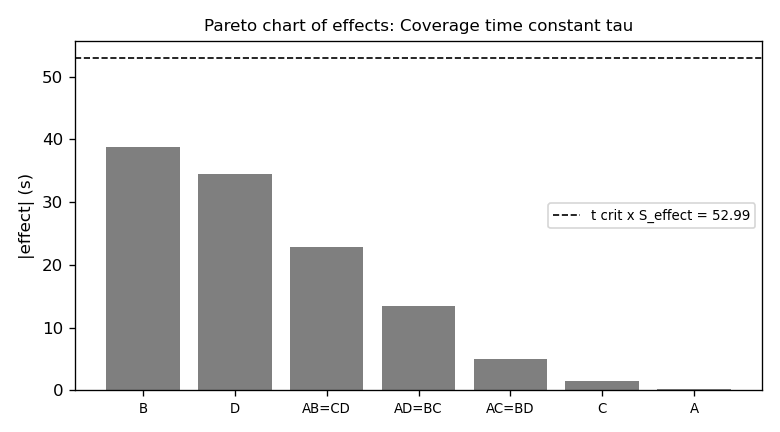 Pareto chart of effects: Coverage time constant tau
|effect| (s)
50
40
30
20
10
0
t crit x S_effect = 52.99
B
D
AB=CD
AD=BC
AC=BD
C
A